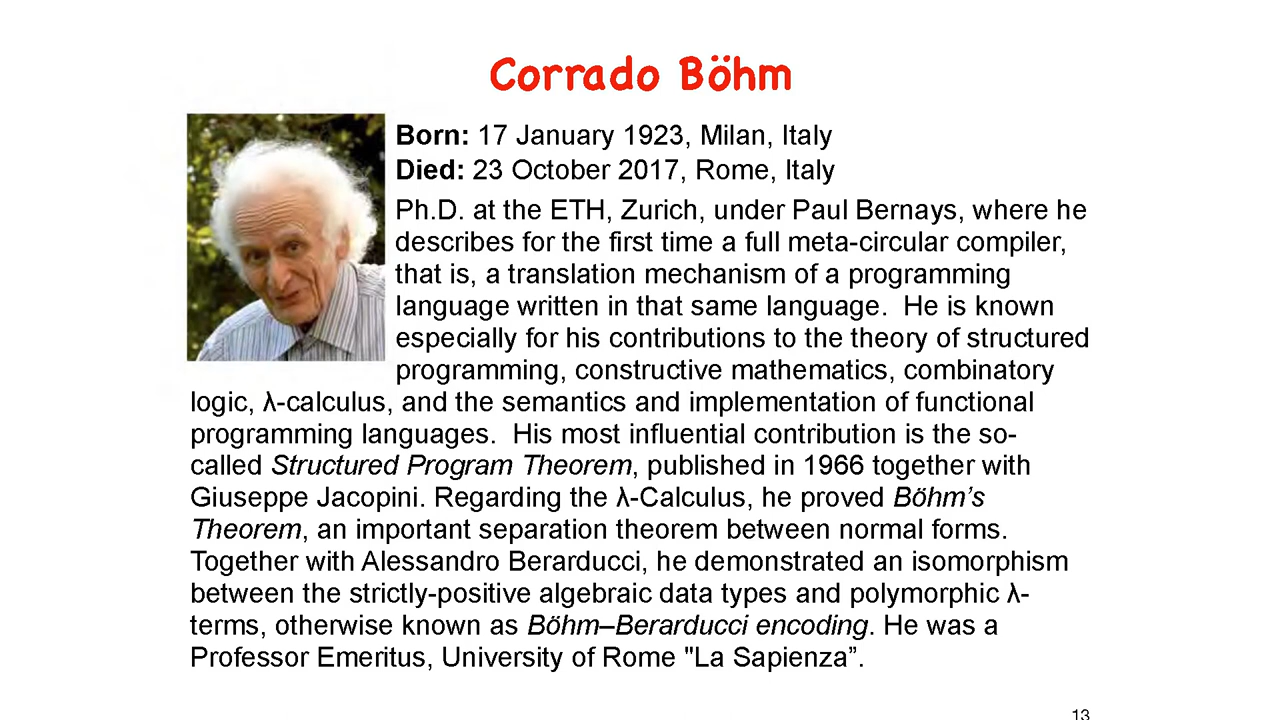 Corrado Böhm
Born: 17 January 1923, Milan, Italy
Died: 23 October 2017, Rome, Italy
Ph.D. at the ETH, Zurich, under Paul Bernays, where he
describes for the first time a full meta-circular compiler,
that is, a translation mechanism of a programming
language written in that same language.  He is known
especially for his contributions to the theory of structured
programming, constructive mathematics, combinatory
logic, λ-calculus, and the semantics and implementation of functional
programming languages.  His most influential contribution is the so-
called Structured Program Theorem, published in 1966 together with
Giuseppe Jacopini. Regarding the λ-Calculus, he proved Böhm’s
Theorem, an important separation theorem between normal forms.
Together with Alessandro Berarducci, he demonstrated an isomorphism
between the strictly-positive algebraic data types and polymorphic λ-
terms, otherwise known as Böhm–Berarducci encoding. He was a
Professor Emeritus, University of Rome "La Sapienza”.
13